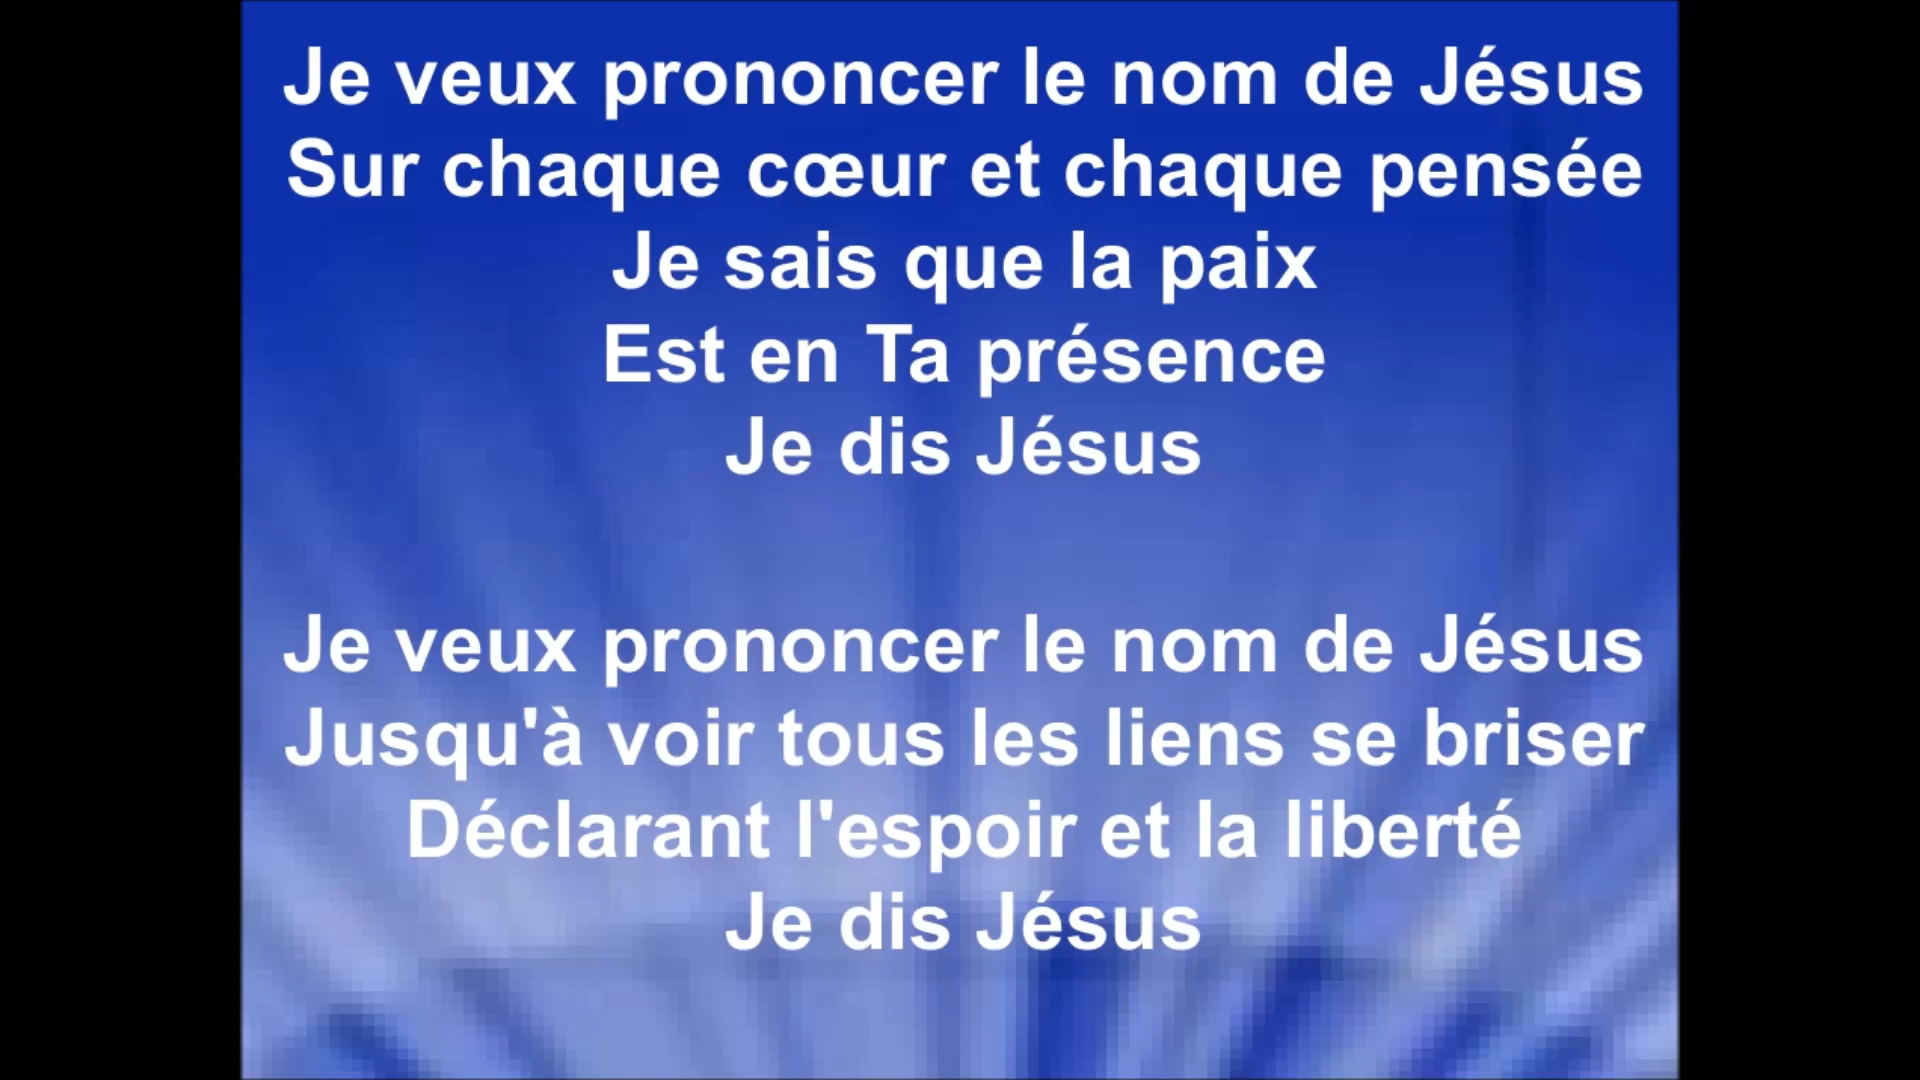 Je veux prononcer le nom de Jésus
Sur chaque cœur et chaque pensée
Je sais que la paix
Est en Ta présence
Je dis Jésus
Je veux prononcer le nom de Jésus
Jusqu'à voir tous les liens se briser
Déclarant l'espoir et la liberté
Je dis Jésus